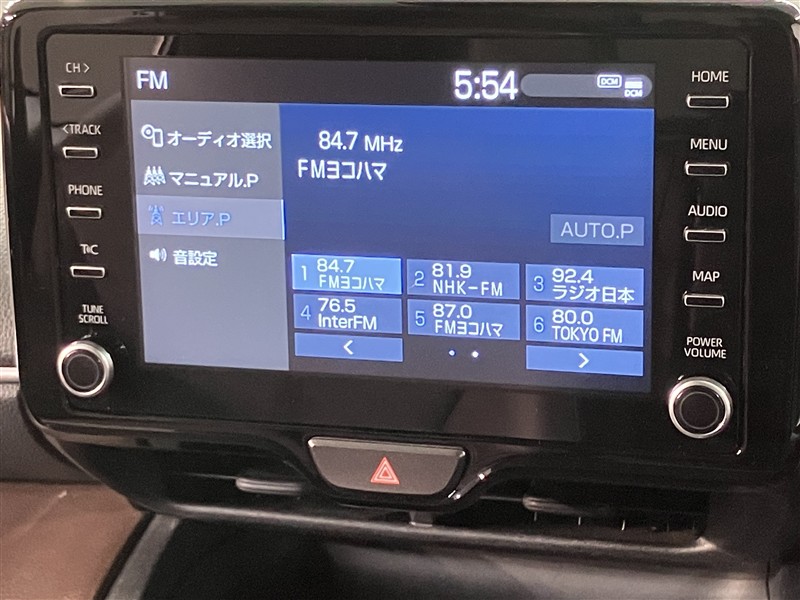 CH >
< TRACK
PHONE
T&C
TUNE
SCROLL
FM
5:54
DCM
DCM
オーディオ選択
マニュアル.P
エリア.P
音設定
84.7 MHz
FMヨコハマ
AUTO.P
1 84.7
FMヨコハマ
2 81.9
NHK-FM
3 92.4
ラジオ日本
4 76.5
InterFM
5 87.0
FMヨコハマ
6 80.0
TOKYO FM
<
>
HOME
MENU
AUDIO
MAP
POWER
VOLUME